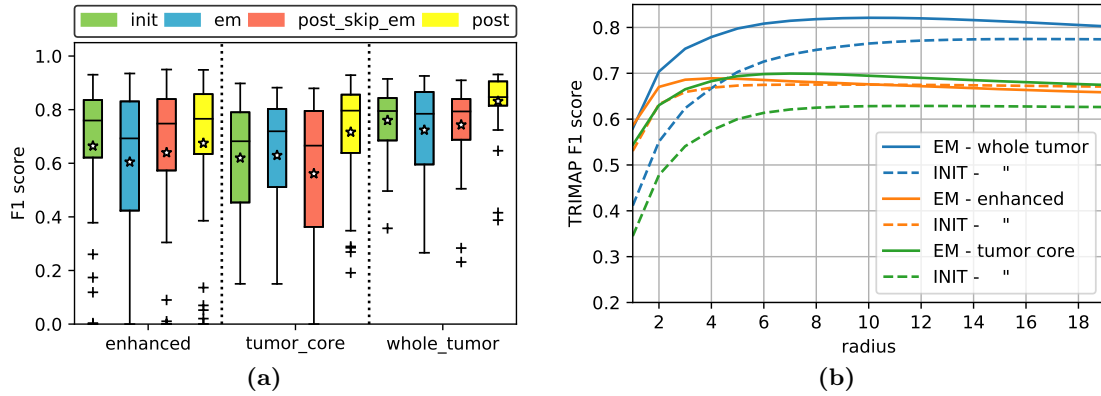 init em post_skip_em post
F1 score
1.0
0.8
0.6
0.4
0.2
0.0
enhanced tumor_core whole_tumor
(a)
TRIMAP F1 score
0.8
0.7
0.6
0.5
0.4
0.3
0.2
EM - whole tumor
INIT - "
EM - enhanced
INIT - "
EM - tumor core
INIT - "
2 4 6 8 10 12 14 16 18
radius
(b)